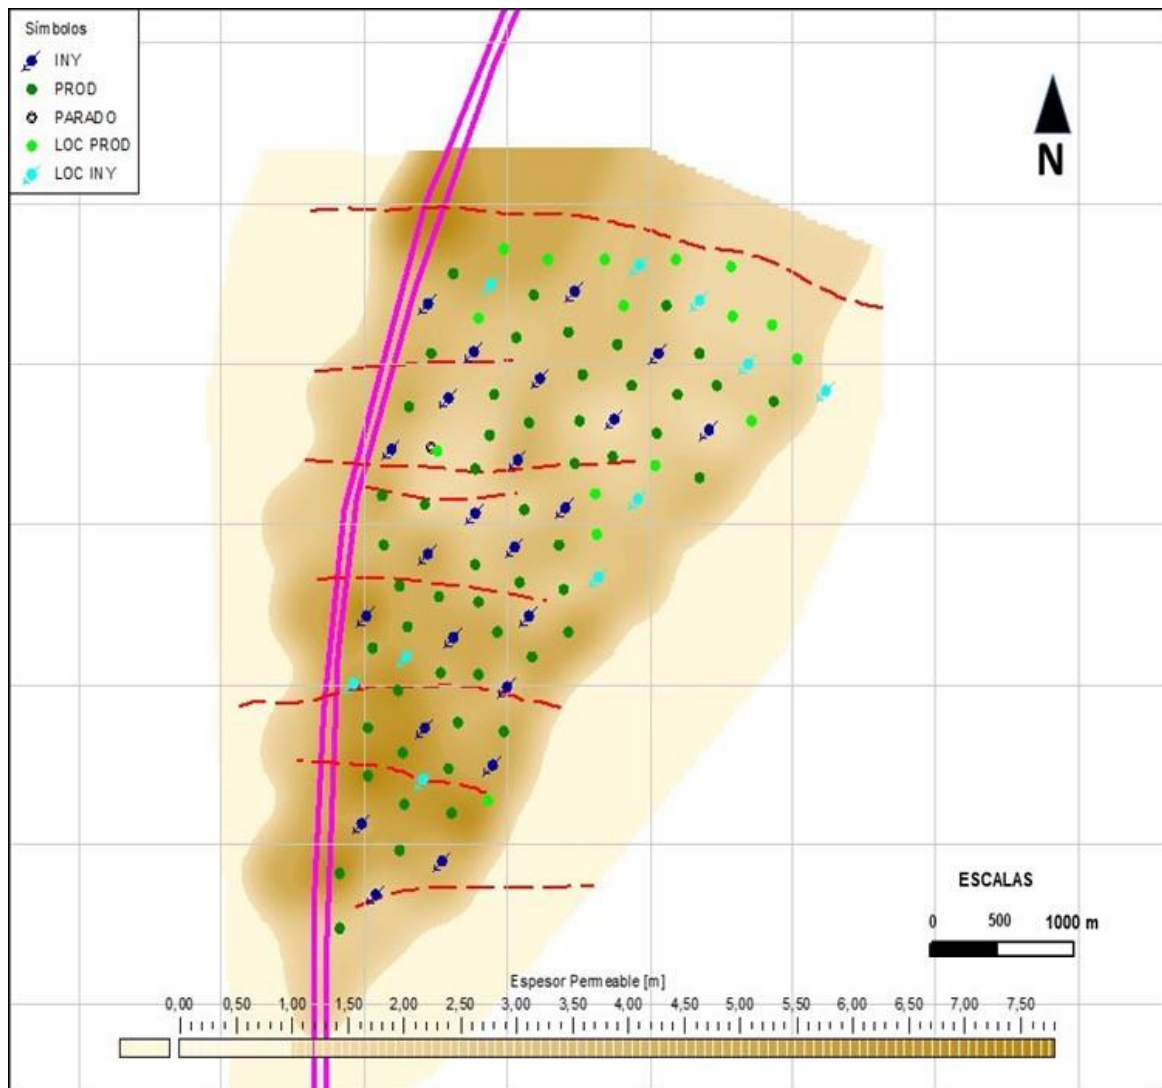 Símbolos
INY
PROD
PARADO
LOC PROD
LOC INY
N
ESCALAS
0 500 1000 m
Espesor Permeable [m]
0,00 0,50 1,00 1,50 2,00 2,50 3,00 3,50 4,00 4,50 5,00 5,50 6,00 6,50 7,00 7,50